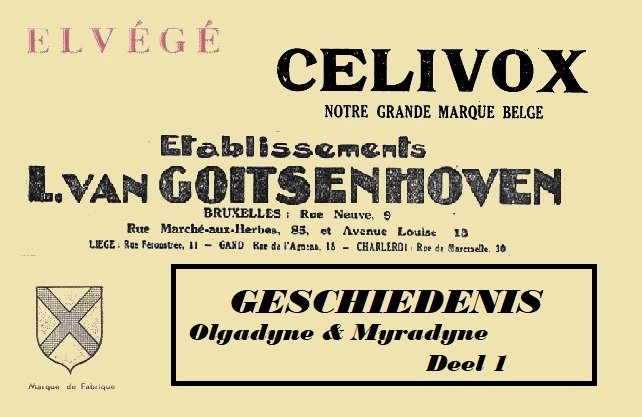 ELVÉGÉ
CELIVOX
NOTRE GRANDE MARQUE BELGE
Etablissements
L. VAN GOITSENHOVEN
BRUXELLES : Rue Neuve, 9
Rue Marché-aux-Herbes, 85, et Avenue Louise 13
LIEGE : Rue Féronstrée, 11 — GAND Rue de l'Agneau, 18 — CHARLEROI : Rue de Marcinelle, 30
GESCHIEDENIS
Olgadyne & Myradyne
Deel 1
Marque de Fabrique